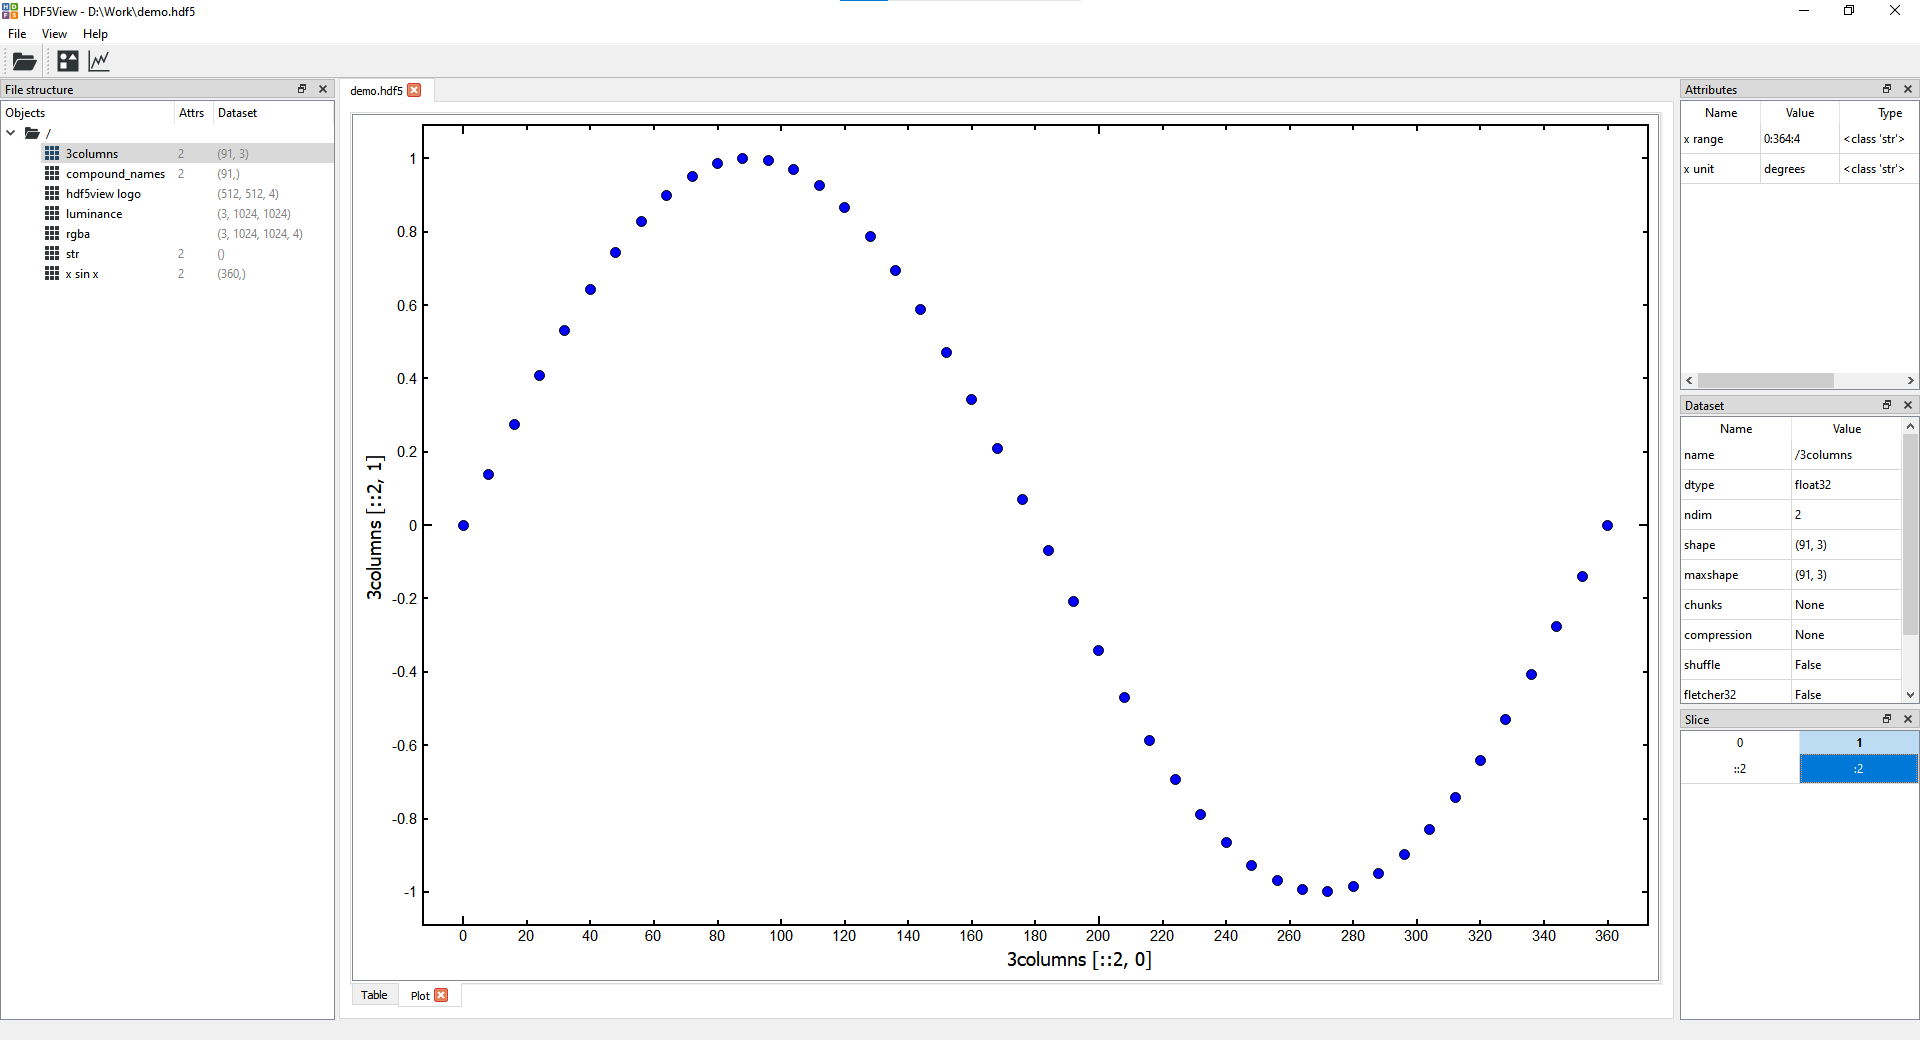 HDF5View - D:\Work\demo.hdf5
File View Help
File structure
Objects Attrs Dataset
/
3columns 2 (91, 3)
compound_names 2 (91,)
hdf5view logo (512, 512, 4)
luminance (3, 1024, 1024)
rgba (3, 1024, 1024, 4)
str 2 ()
x sin x 2 (360,)
demo.hdf5
1
0.8
0.6
0.4
0.2
0
-0.2
-0.4
-0.6
-0.8
-1
3columns [::2, 1]
0 20 40 60 80 100 120 140 160 180 200 220 240 260 280 300 320 340 360
3columns [::2, 0]
Table Plot
Attributes
Name Value Type
x range 0:364:4 <class 'str'>
x unit degrees <class 'str'>
Dataset
Name Value
name /3columns
dtype float32
ndim 2
shape (91, 3)
maxshape (91, 3)
chunks None
compression None
shuffle False
fletcher32 False
Slice
0 1
::2 :2